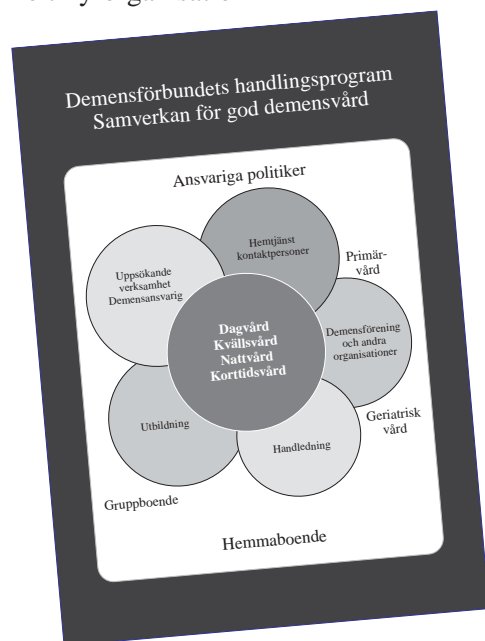 Demensförbundets handlingsprogram
Samverkan för god demensvård
Ansvariga politiker
Hemtjänst
kontaktpersoner
Primär-
vård
Uppsökande
verksamhet
Demensansvarig
Dagvård
Kvällsvård
Nattvård
Korttidsvård
Demensförening
och andra
organisationer
Utbildning
Handledning
Geriatrisk
vård
Gruppboende
Hemmaboende